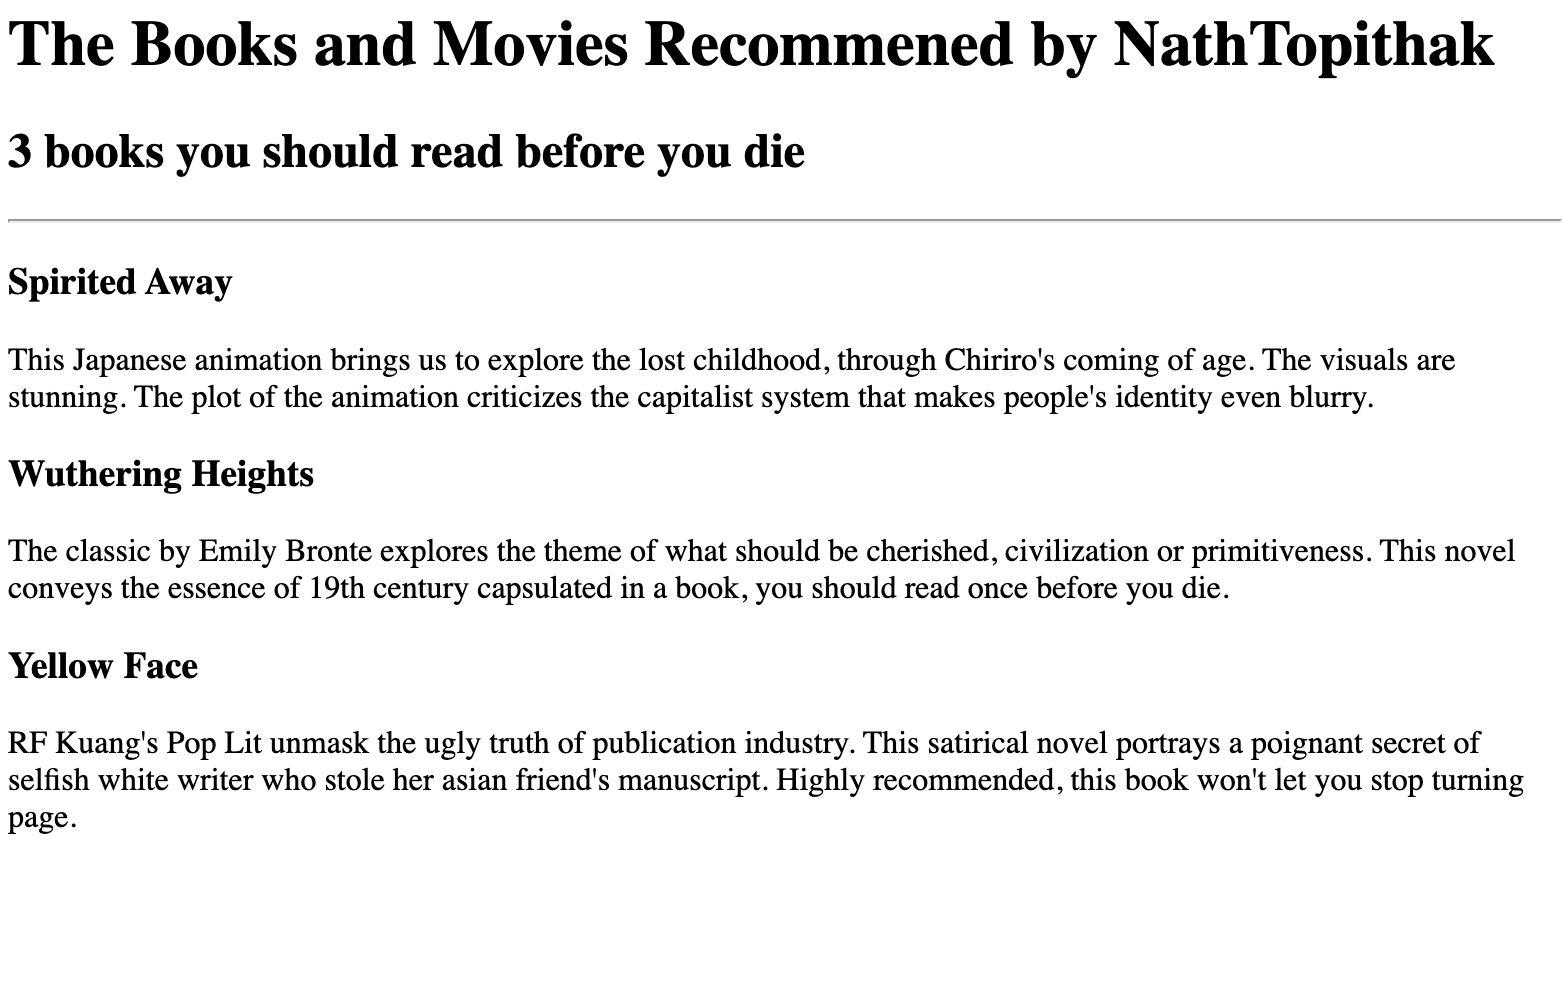 The Books and Movies Recommened by NathTopithak
3 books you should read before you die
Spirited Away
This Japanese animation brings us to explore the lost childhood, through Chiriro's coming of age. The visuals are
stunning. The plot of the animation criticizes the capitalist system that makes people's identity even blurry.
Wuthering Heights
The classic by Emily Bronte explores the theme of what should be cherished, civilization or primitiveness. This novel
conveys the essence of 19th century capsulated in a book, you should read once before you die.
Yellow Face
RF Kuang's Pop Lit unmask the ugly truth of publication industry. This satirical novel portrays a poignant secret of
selfish white writer who stole her asian friend's manuscript. Highly recommended, this book won't let you stop turning
page.